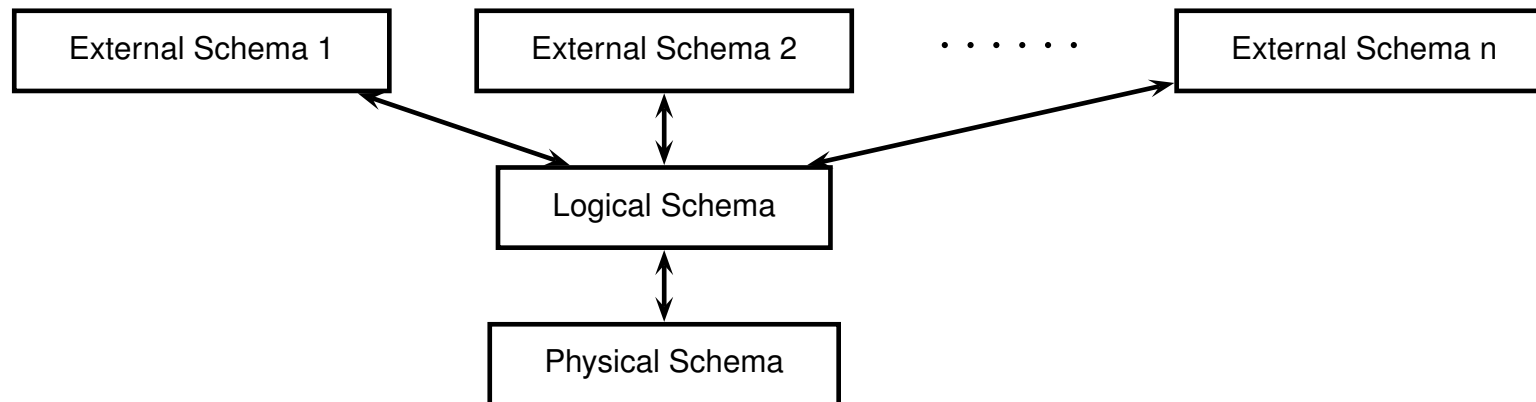 External Schema 1
External Schema 2
. . . . . .
External Schema n
Logical Schema
Physical Schema